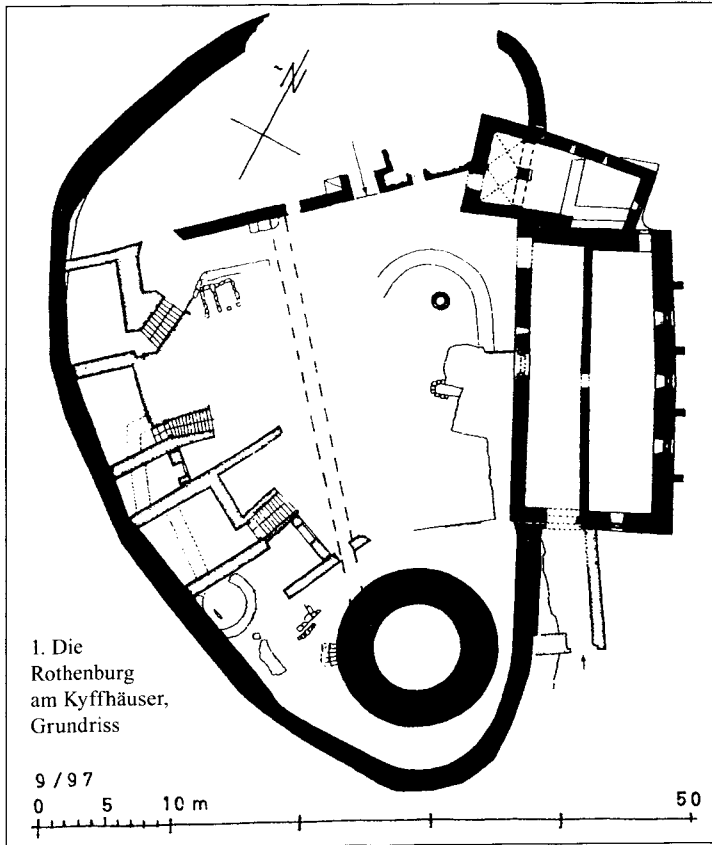 N
1. Die
Rothenburg
am Kyffhäuser,
Grundriss
9/97
0 5 10 m 50